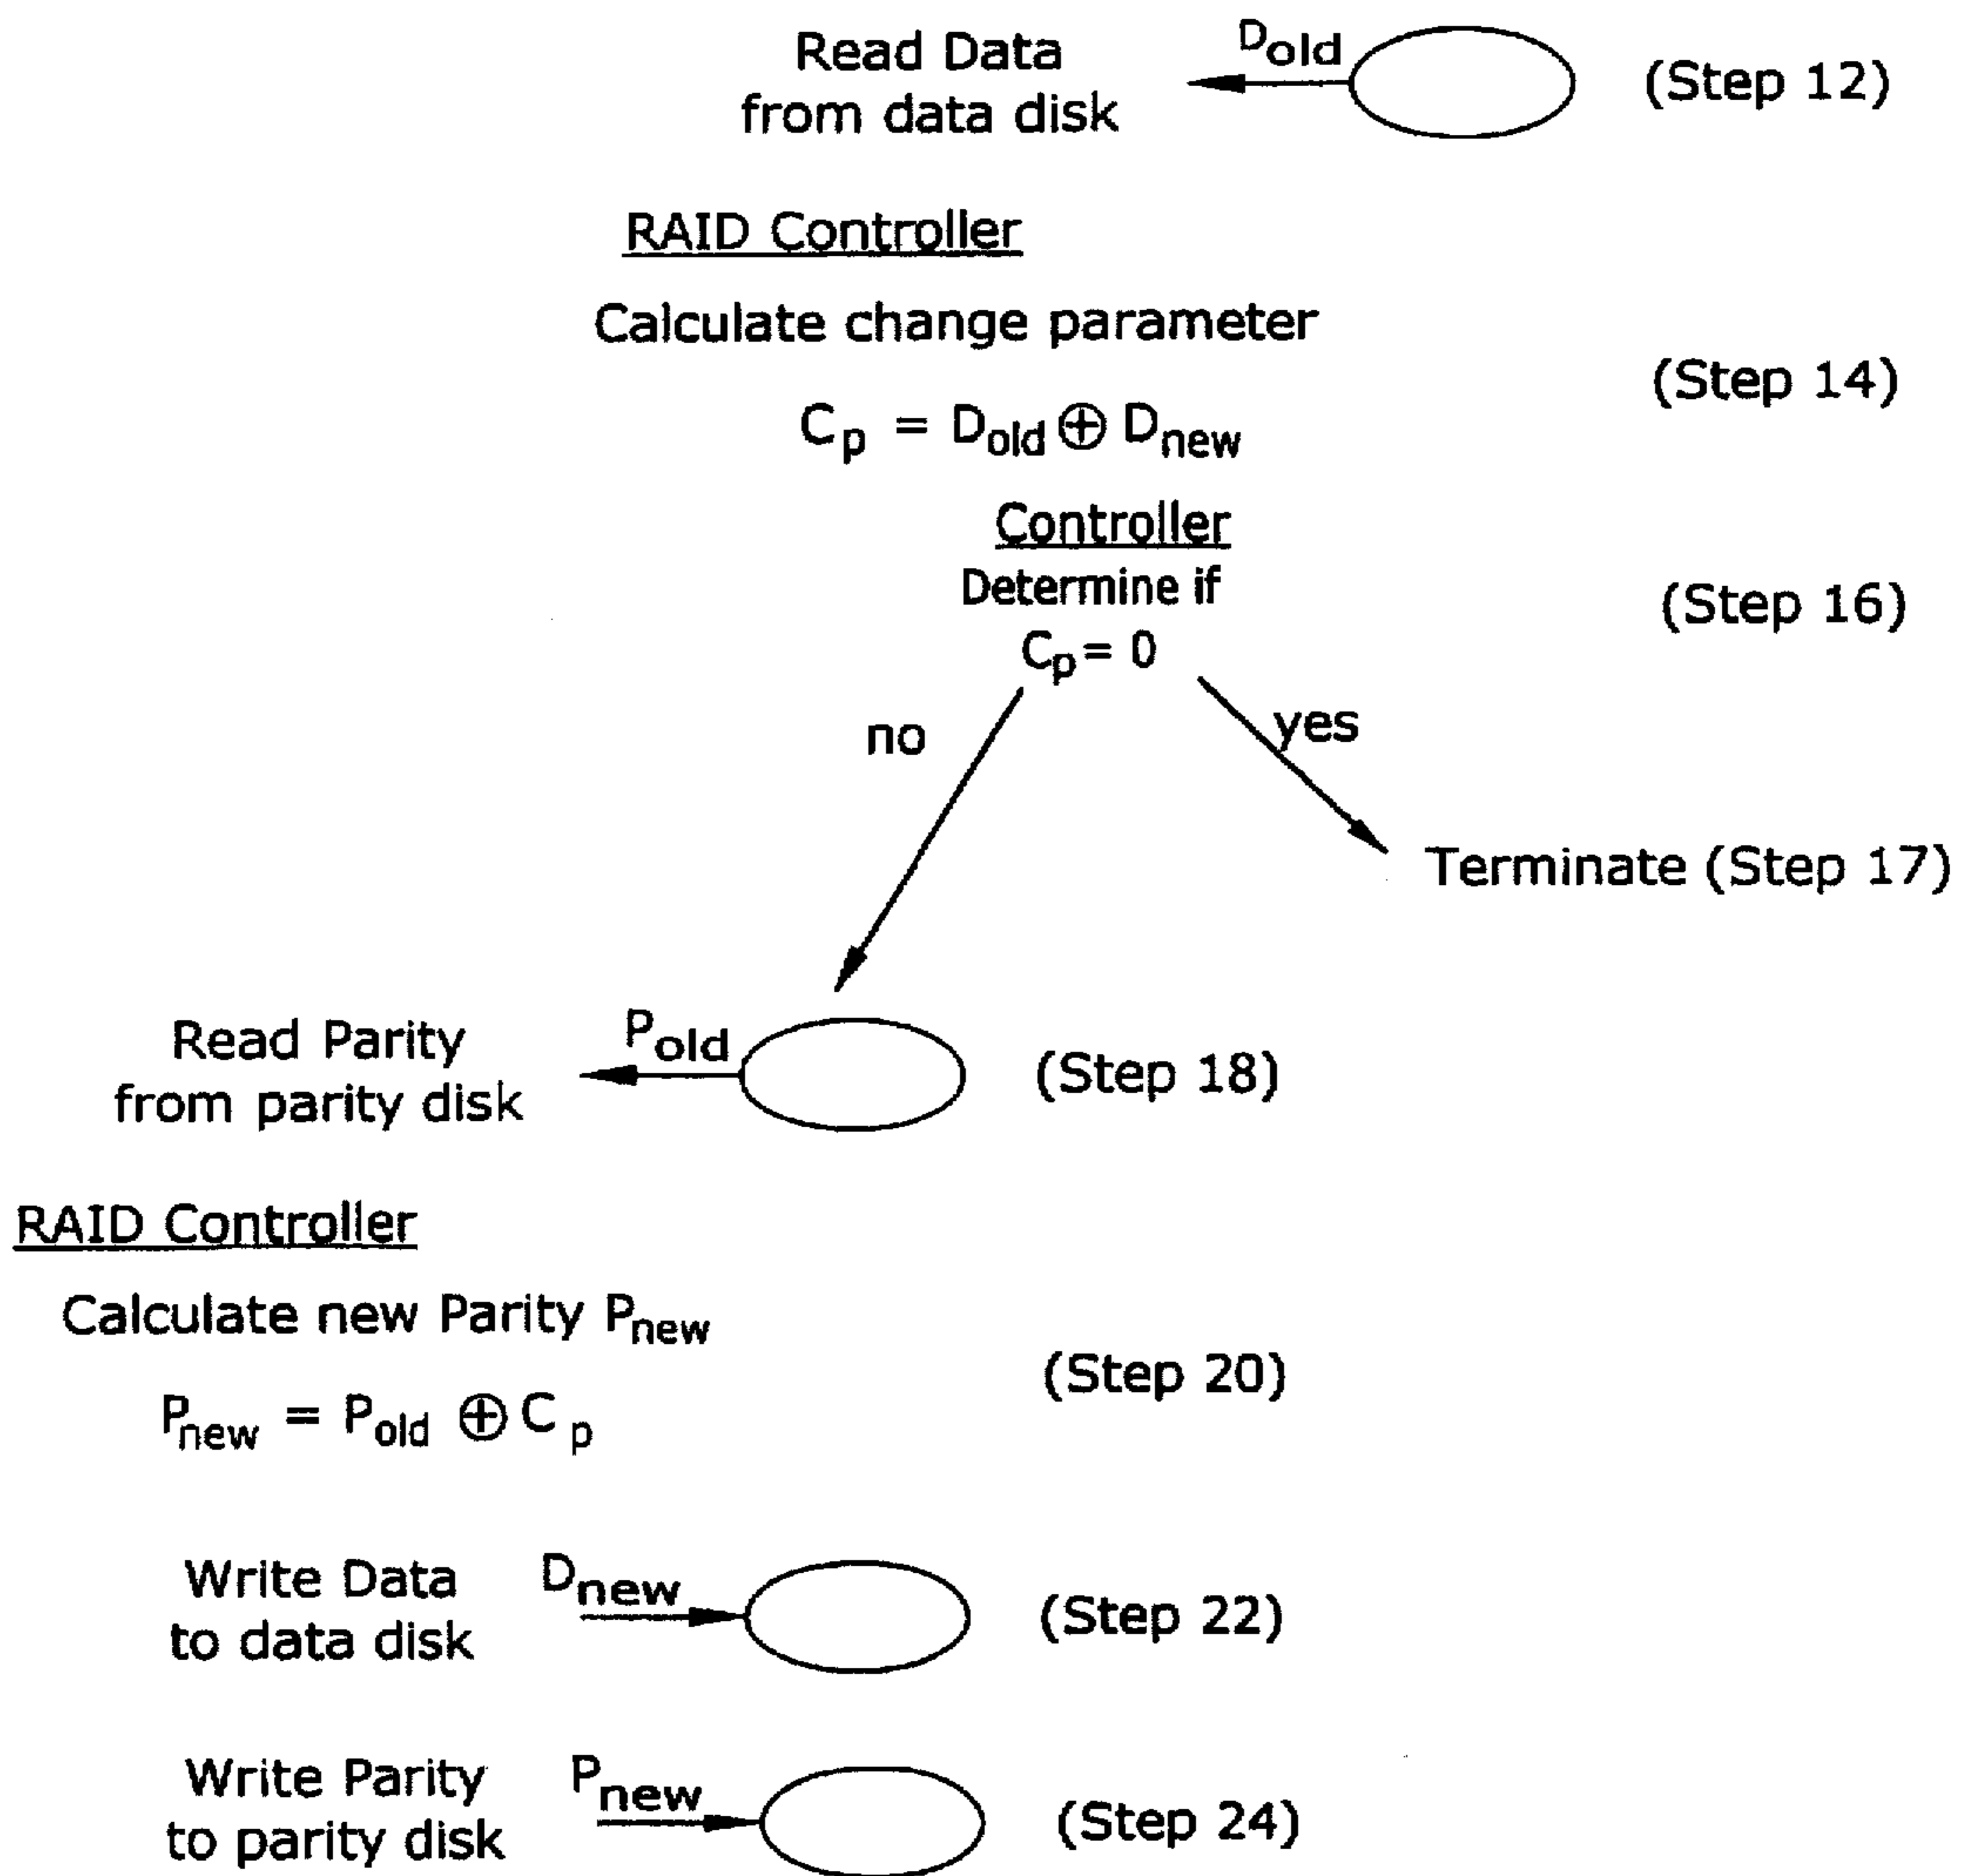 Read Data
from data disk
D_old
(Step 12)
RAID Controller
Calculate change parameter
(Step 14)
C_p = D_old ⊕ D_new
Controller
Determine if
(Step 16)
C_p = 0
no
yes
Terminate (Step 17)
Read Parity
from parity disk
P_old
(Step 18)
RAID Controller
Calculate new Parity P_new
(Step 20)
P_new = P_old ⊕ C_p
Write Data
to data disk
D_new
(Step 22)
Write Parity
to parity disk
P_new
(Step 24)